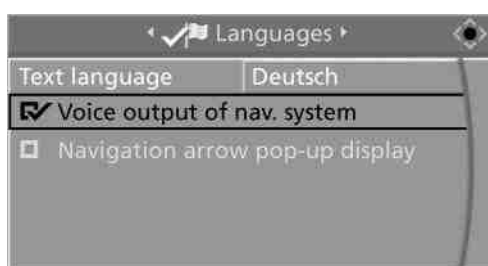 Languages
Text language Deutsch
Voice output of nav. system
Navigation arrow pop-up display